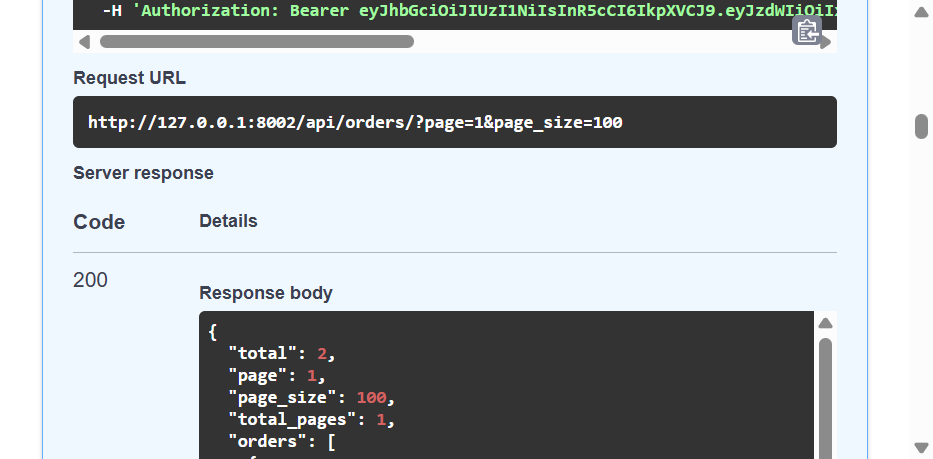 -H 'Authorization: Bearer eyJhbGciOiJIUzI1NiIsInR5cCI6IkpXVCJ9.eyJzdWIiOiI
Request URL
http://127.0.0.1:8002/api/orders/?page=1&page_size=100
Server response
Code Details
200
Response body
{
"total": 2,
"page": 1,
"page_size": 100,
"total_pages": 1,
"orders": [